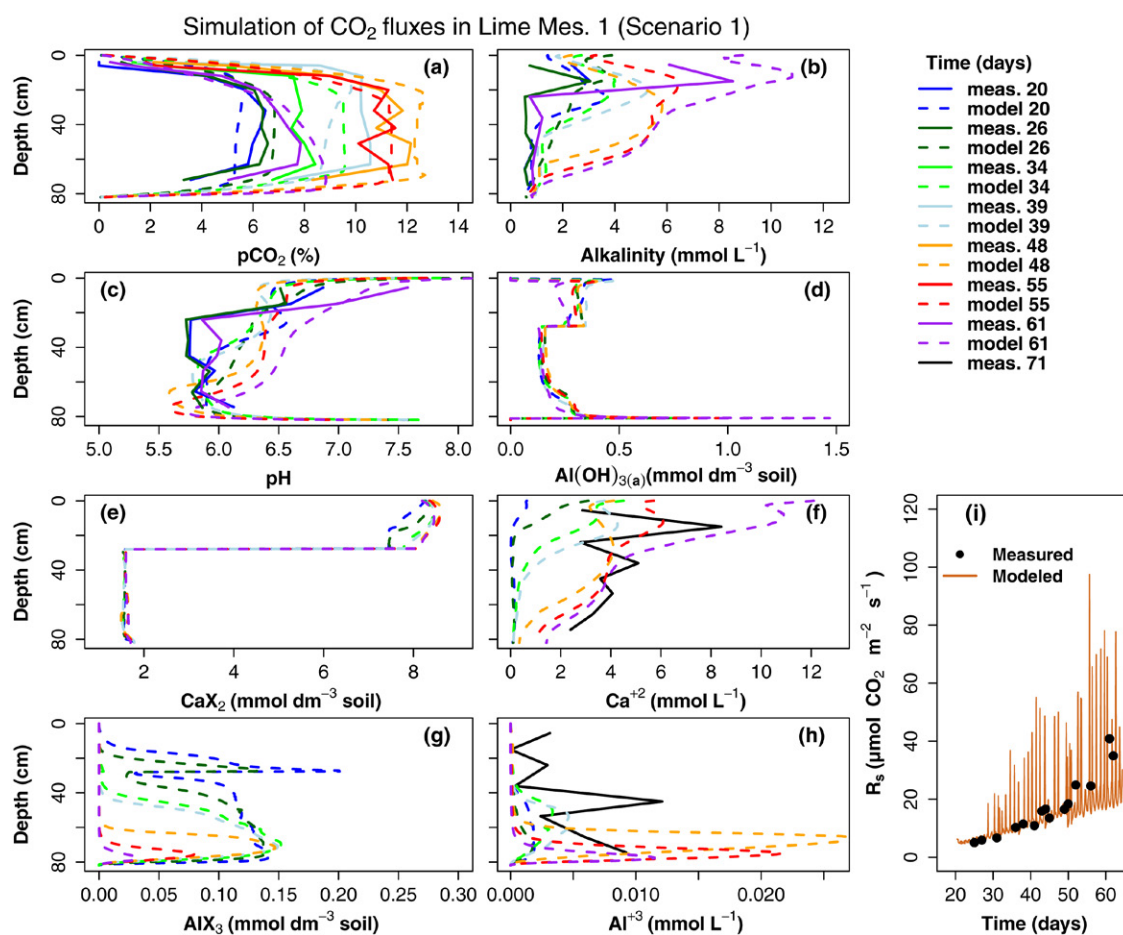 Simulation of CO₂ fluxes in Lime Mes. 1 (Scenario 1)
(a)
Depth (cm)
0
40
80
0 2 4 6 8 10 12 14
pCO₂ (%)
(b)
0 2 4 6 8 10 12
Alkalinity (mmol L⁻¹)
(c)
Depth (cm)
0
40
80
5.0 5.5 6.0 6.5 7.0 7.5 8.0
pH
(d)
0.0 0.5 1.0 1.5
Al(OH)₃₍ₐ₎(mmol dm⁻³ soil)
(e)
Depth (cm)
0
40
80
2 4 6 8
CaX₂ (mmol dm⁻³ soil)
(f)
0 2 4 6 8 10 12
Ca⁺² (mmol L⁻¹)
(g)
Depth (cm)
0
40
80
0.00 0.05 0.10 0.15 0.20 0.25 0.30
AlX₃ (mmol dm⁻³ soil)
(h)
0.000 0.010 0.020
Al⁺³ (mmol L⁻¹)
Time (days)
meas. 20
model 20
meas. 26
model 26
meas. 34
model 34
meas. 39
model 39
meas. 48
model 48
meas. 55
model 55
meas. 61
model 61
meas. 71
(i)
Measured
Modeled
Rₛ (µmol CO₂ m⁻² s⁻¹)
120
100
80
60
40
20
0
20 30 40 50 60
Time (days)